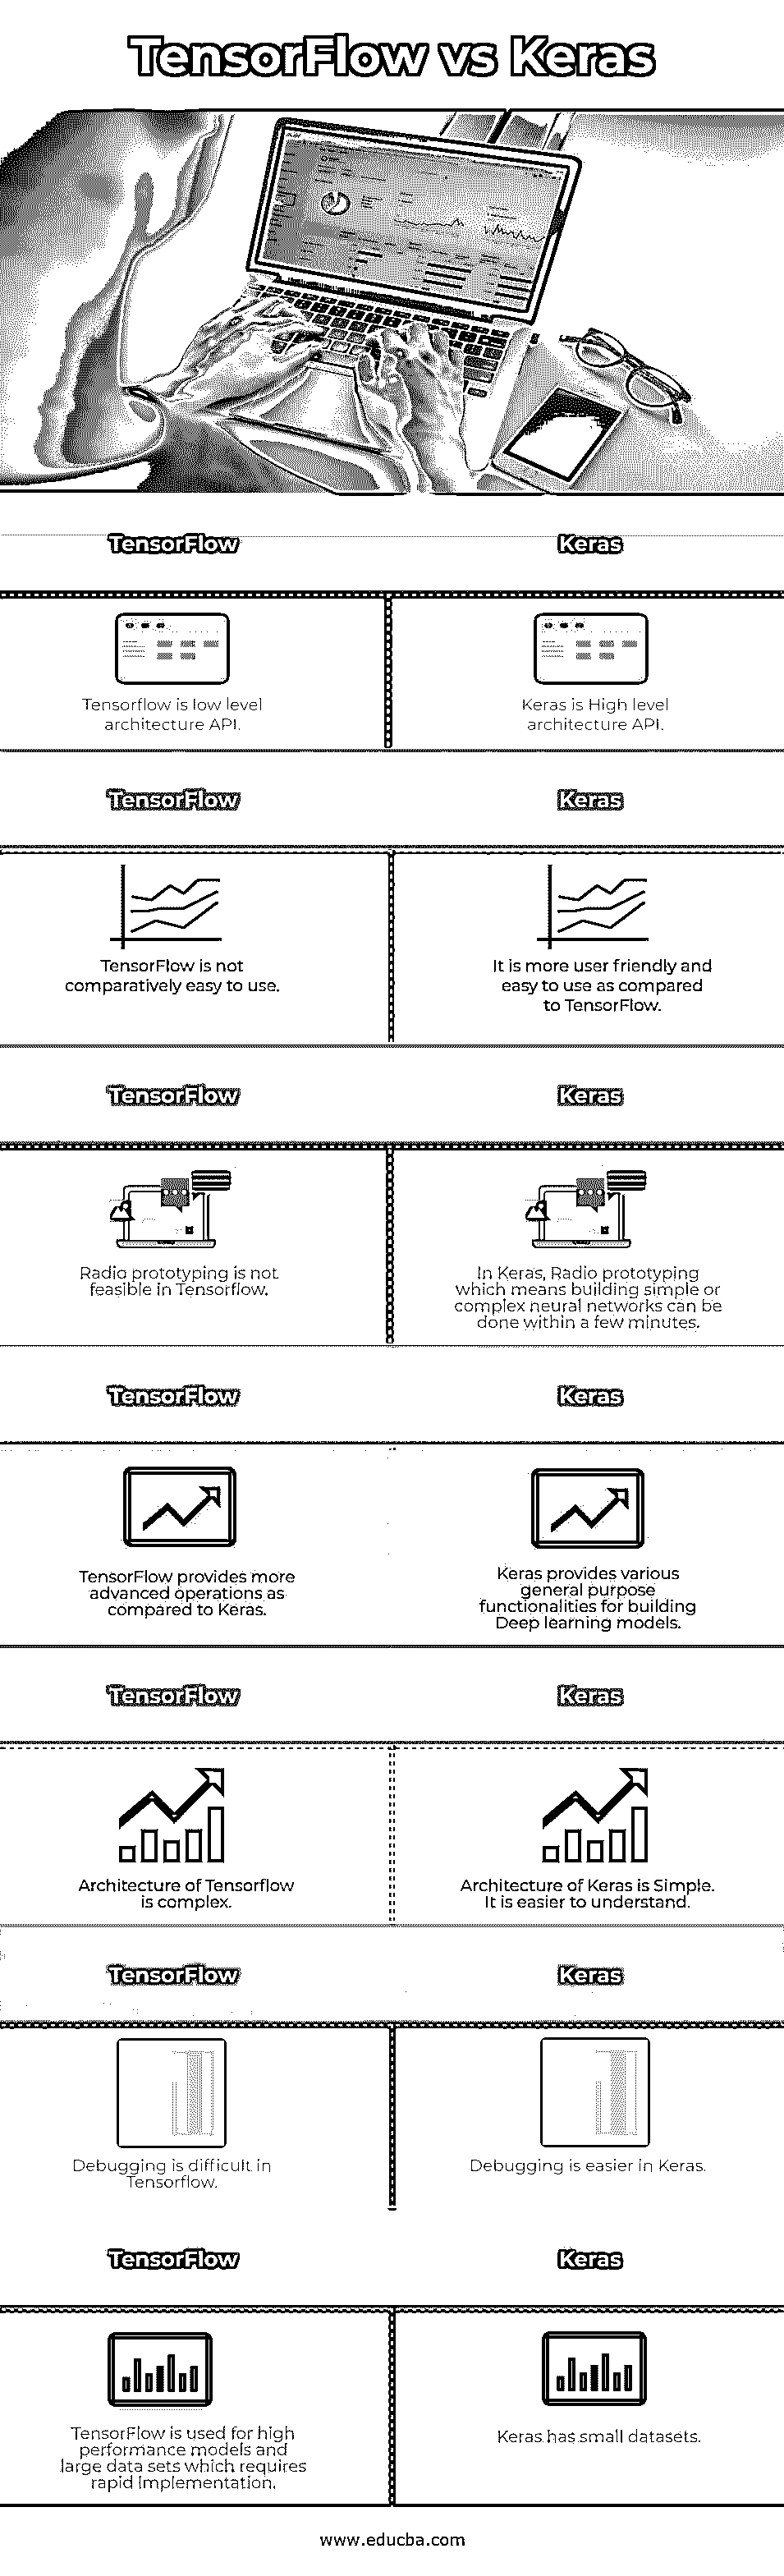 TensorFlow vs Keras
TensorFlow
Keras
Tensorflow is low level
architecture API.
Keras is High level
architecture API.
TensorFlow
Keras
TensorFlow is not
comparatively easy to use.
It is more user friendly and
easy to use as compared
to TensorFlow.
TensorFlow
Keras
Radio prototyping is not
feasible in Tensorflow.
In Keras, Radio prototyping
which means building simple or
complex neural networks can be
done within a few minutes.
TensorFlow
Keras
TensorFlow provides more
advanced operations as
compared to Keras.
Keras provides various
general purpose
functionalities for building
Deep learning models.
TensorFlow
Keras
Architecture of Tensorflow
is complex.
Architecture of Keras is Simple.
It is easier to understand.
TensorFlow
Keras
Debugging is difficult in
Tensorflow.
Debugging is easier in Keras.
TensorFlow
Keras
TensorFlow is used for high
performance models and
large data sets which requires
rapid implementation.
Keras has small datasets.
www.educba.com